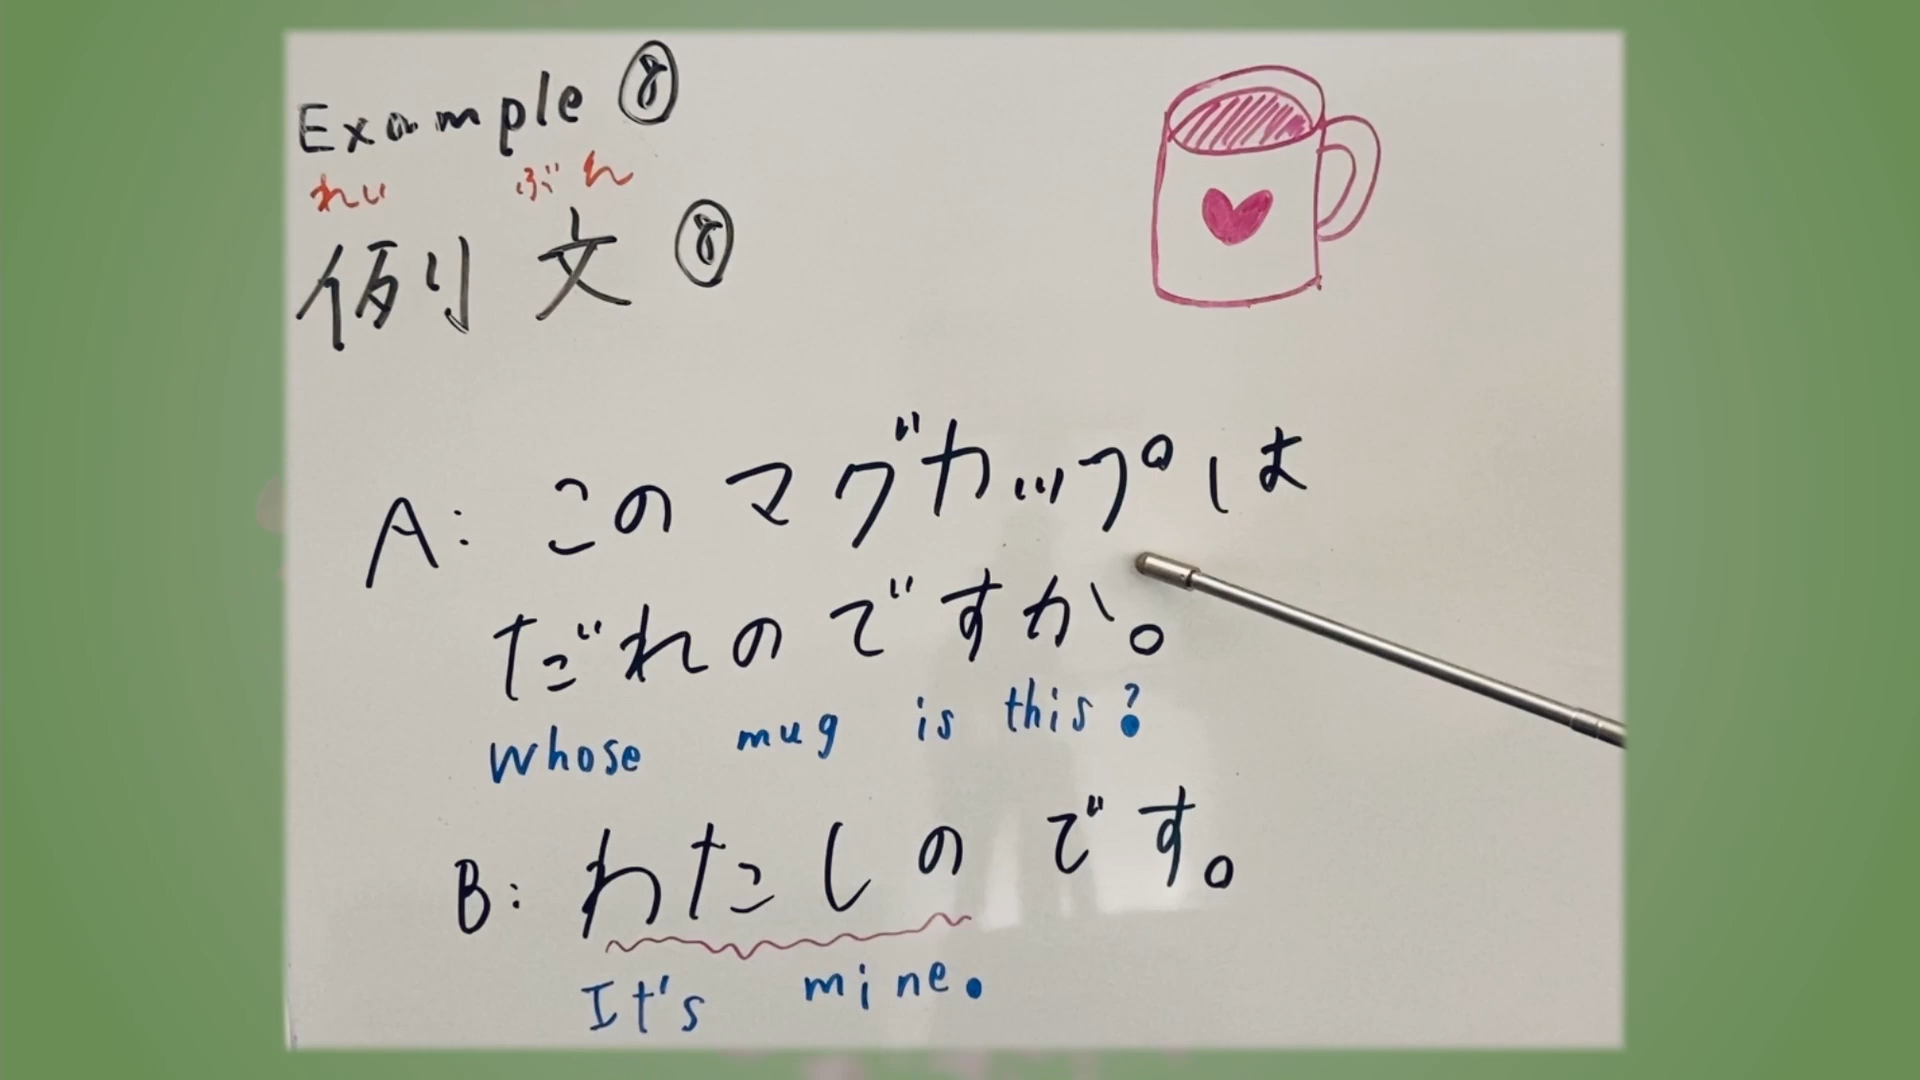 Example ⑧
れい ぶん
例文 ⑧
A: このマグカップは
だれのですか。
Whose mug is this?
B: わたしのです。
It's mine.